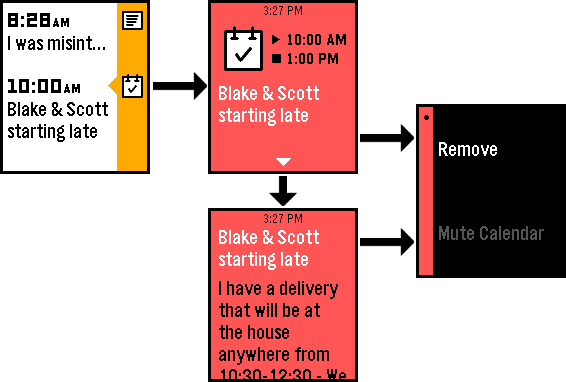 8:28AM
I was misint...
10:00AM
Blake & Scott
starting late
3:27 PM
10:00 AM
1:00 PM
Blake & Scott
starting late
3:27 PM
Blake & Scott
starting late
I have a delivery
that will be at
the house
anywhere from
10:30-12:30 - We
Remove
Mute Calendar